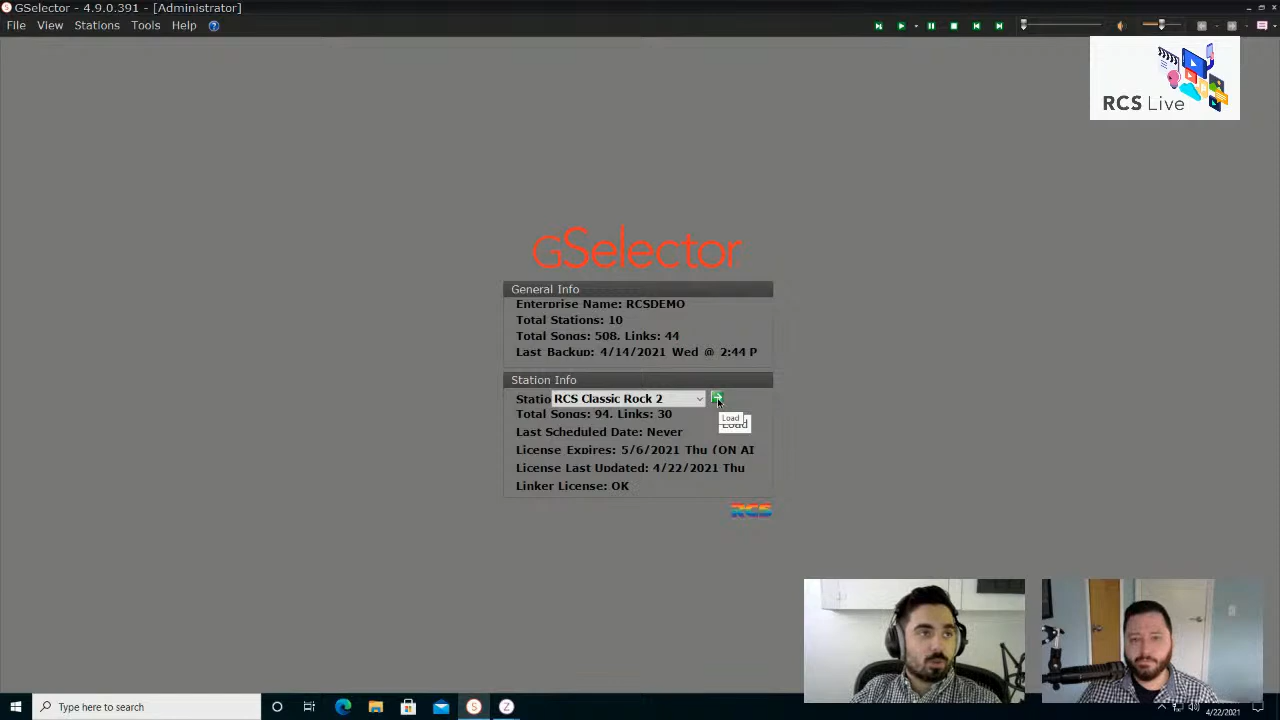 GSelector - 4.9.0.391 - [Administrator]
File View Stations Tools Help
RCS Live
GSelector
General Info
Enterprise Name: RCSDEMO
Total Stations: 10
Total Songs: 508, Links: 44
Last Backup: 4/14/2021 Wed @ 2:44 P
Station Info
Statio RCS Classic Rock 2
Total Songs: 94, Links: 30
Load
Load
Last Scheduled Date: Never
License Expires: 5/6/2021 Thu (ON AI
License Last Updated: 4/22/2021 Thu
Linker License: OK
RCS
Type here to search
4/22/2021